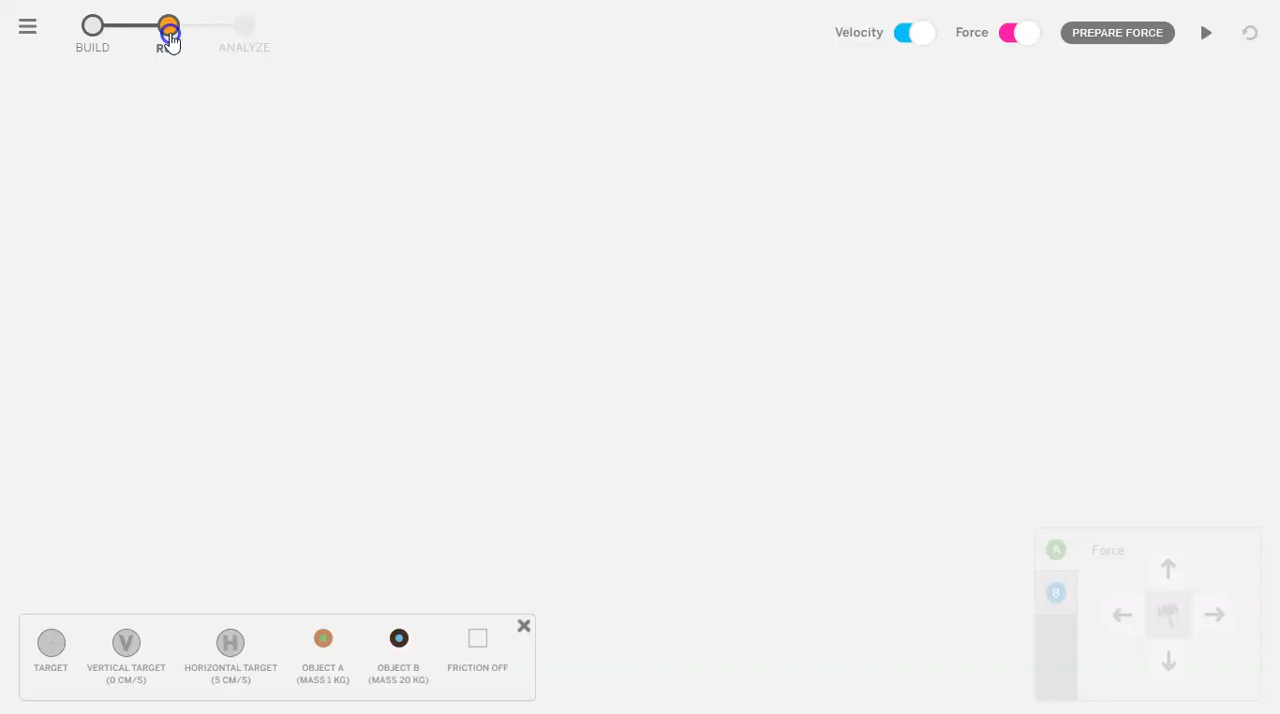 BUILD
ANALYZE
Velocity
Force
PREPARE FORCE
A
Force
B
V
H
TARGET
VERTICAL TARGET
(0 CM/S)
HORIZONTAL TARGET
(5 CM/S)
OBJECT A
(MASS 1 KG)
OBJECT B
(MASS 20 KG)
FRICTION OFF